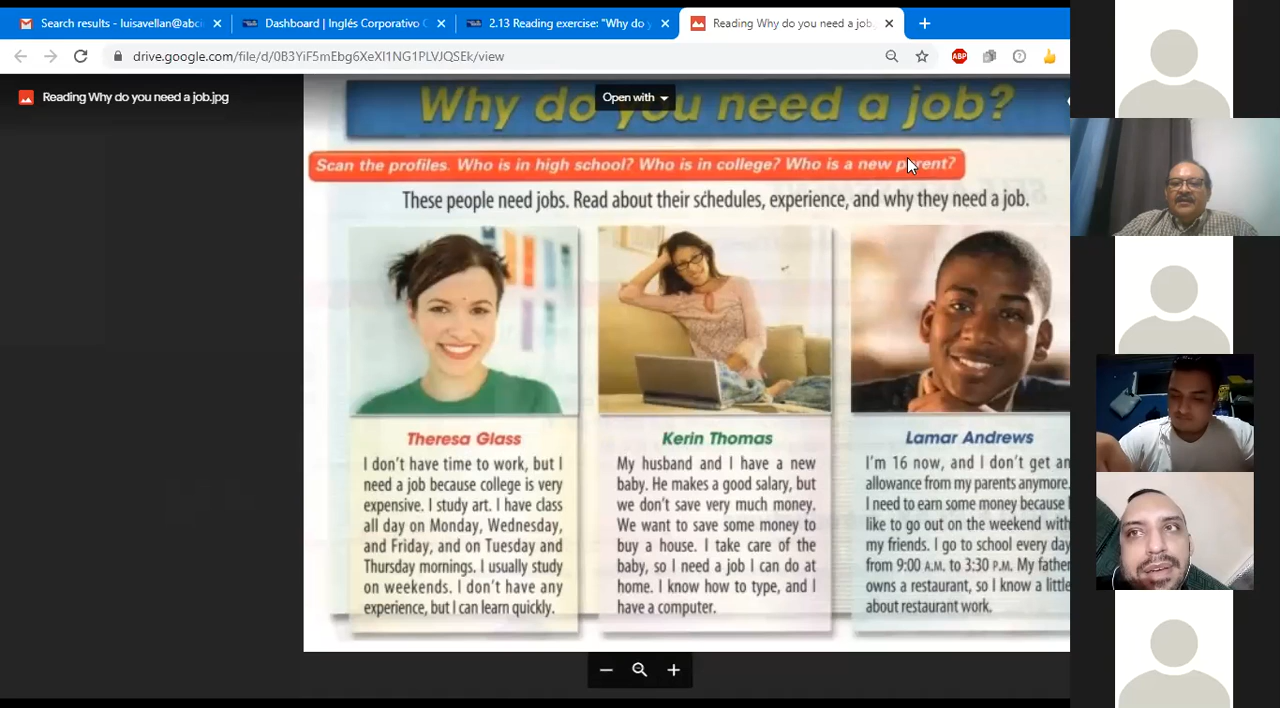 Search results - luisavellan@abc
Dashboard | Inglés Corporativo
2.13 Reading exercise: "Why do
Reading Why do you need a job.
drive.google.com/file/d/0B3YiF5mEbg6XeXl1NG1PLVJQSEk/view
ABP
Reading Why do you need a job.jpg
Open with
Why do you need a job?
Scan the profiles. Who is in high school? Who is in college? Who is a new parent?
These people need jobs. Read about their schedules, experience, and why they need a job.
Theresa Glass
I don't have time to work, but I
need a job because college is very
expensive. I study art. I have class
all day on Monday, Wednesday,
and Friday, and on Tuesday and
Thursday mornings. I usually study
on weekends. I don't have any
experience, but I can learn quickly.
Kerin Thomas
My husband and I have a new
baby. He makes a good salary, but
we don't save very much money.
We want to save some money to
buy a house. I take care of the
baby, so I need a job I can do at
home. I know how to type, and I
have a computer.
Lamar Andrews
I'm 16 now, and I don't get an
allowance from my parents anymore.
I need to earn some money because I
like to go out on the weekend with
my friends. I go to school every day
from 9:00 A.M. to 3:30 P.M. My father
owns a restaurant, so I know a little
about restaurant work.